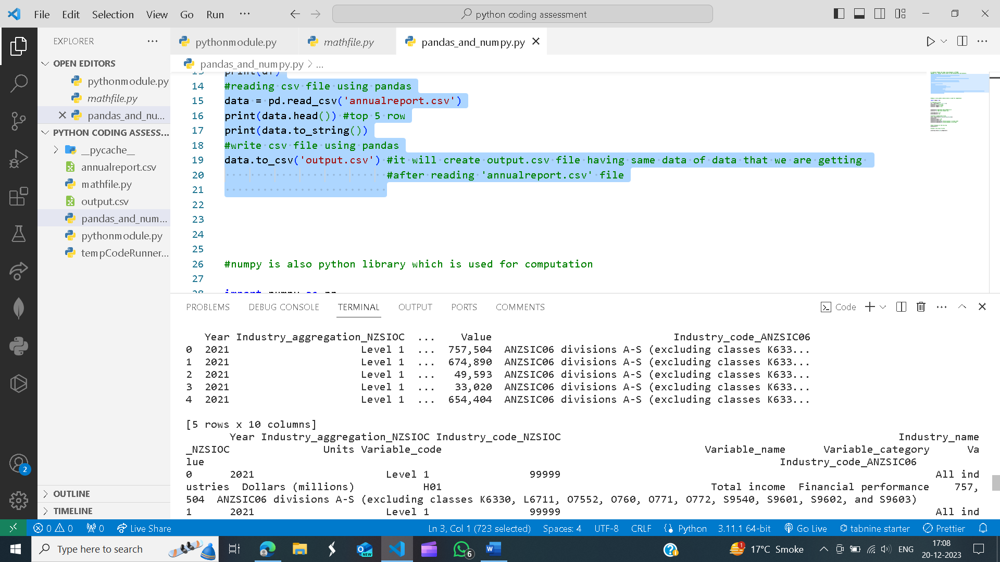 File Edit Selection View Go Run ...
python coding assessment
EXPLORER ...
OPEN EDITORS
pythonmodule.py
mathfile.py
pandas_and_nu...
PYTHON CODING ASSESS...
__pycache__
annualreport.csv
mathfile.py
output.csv
pandas_and_num...
pythonmodule.py
tempCodeRunner...
OUTLINE
TIMELINE
2
pythonmodule.py mathfile.py pandas_and_numpy.py
pandas_and_numpy.py > ...
13 print(df)
14 #reading csv file using pandas
15 data = pd.read_csv('annualreport.csv')
16 print(data.head()) #top 5 row
17 print(data.to_string())
18 #write csv file using pandas
19 data.to_csv('output.csv') #it will create output.csv file having same data of data that we are getting
20 #after reading 'annualreport.csv' file
21
22
23
24
25
26 #numpy is also python library which is used for computation
27
28 import numpy as np
PROBLEMS DEBUG CONSOLE TERMINAL OUTPUT PORTS COMMENTS
Code
Year Industry_aggregation_NZSIOC ... Value Industry_code_ANZSIC06
0 2021 Level 1 ... 757,504 ANZSIC06 divisions A-S (excluding classes K633...
1 2021 Level 1 ... 674,890 ANZSIC06 divisions A-S (excluding classes K633...
2 2021 Level 1 ... 49,593 ANZSIC06 divisions A-S (excluding classes K633...
3 2021 Level 1 ... 33,020 ANZSIC06 divisions A-S (excluding classes K633...
4 2021 Level 1 ... 654,404 ANZSIC06 divisions A-S (excluding classes K633...
[5 rows x 10 columns]
Year Industry_aggregation_NZSIOC Industry_code_NZSIOC Industry_name
_NZSIOC Units Variable_code Variable_name Variable_category Va
lue Industry_code_ANZSIC06
0 2021 Level 1 99999 All ind
ustries Dollars (millions) H01 Total income Financial performance 757,
504 ANZSIC06 divisions A-S (excluding classes K6330, L6711, O7552, O760, O771, O772, S9540, S9601, S9602, and S9603)
1 2021 Level 1 99999 All ind
0 0 0 Live Share Ln 3, Col 1 (723 selected) Spaces: 4 UTF-8 CRLF Python 3.11.1 64-bit Go Live tabnine starter Prettier
Type here to search
NEW
6
1
17°C Smoke
ENG
17:08
20-12-2023